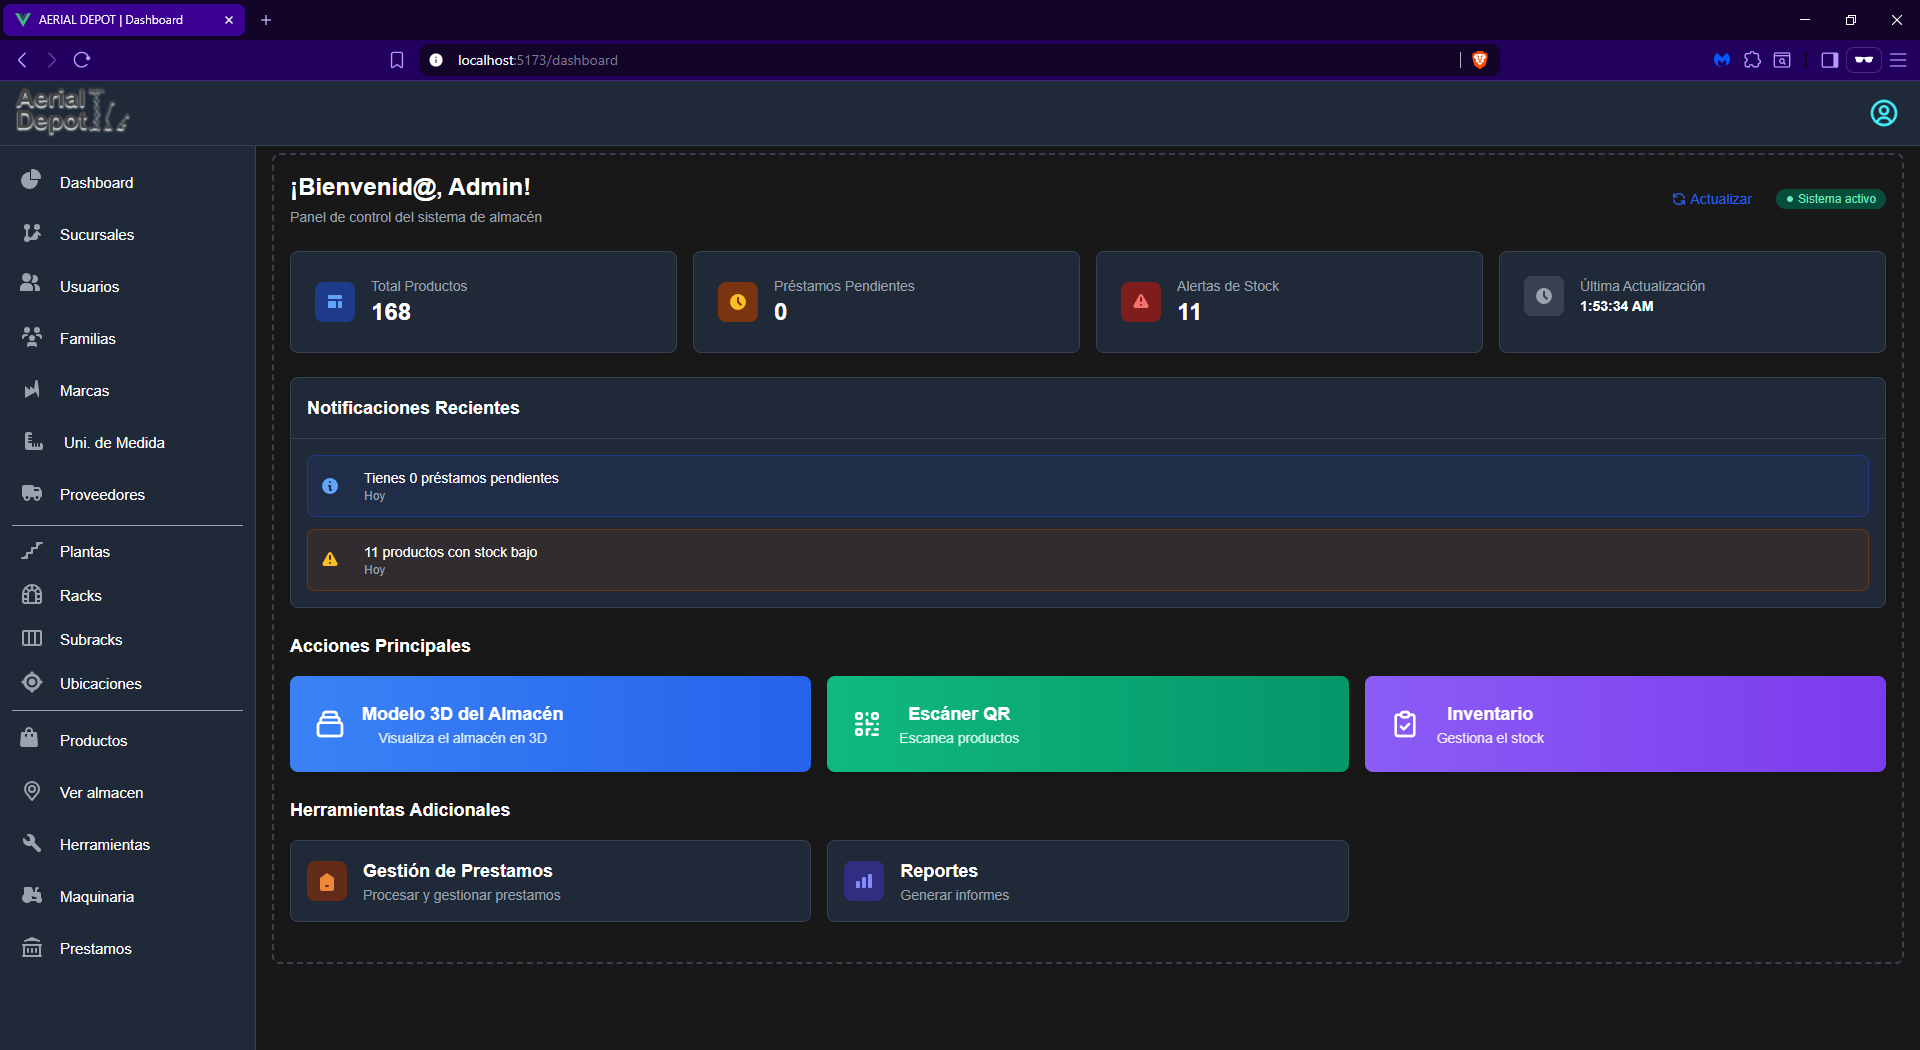 AERIAL DEPOT | Dashboard
localhost:5173/dashboard
Aerial
Depot
Dashboard
Sucursales
Usuarios
Familias
Marcas
Uni. de Medida
Proveedores
Plantas
Racks
Subracks
Ubicaciones
Productos
Ver almacen
Herramientas
Maquinaria
Prestamos
¡Bienvenid@, Admin!
Panel de control del sistema de almacén
Actualizar
Sistema activo
Total Productos
168
Préstamos Pendientes
0
Alertas de Stock
11
Última Actualización
1:53:34 AM
Notificaciones Recientes
Tienes 0 préstamos pendientes
Hoy
11 productos con stock bajo
Hoy
Acciones Principales
Modelo 3D del Almacén
Visualiza el almacén en 3D
Escáner QR
Escanea productos
Inventario
Gestiona el stock
Herramientas Adicionales
Gestión de Prestamos
Procesar y gestionar prestamos
Reportes
Generar informes